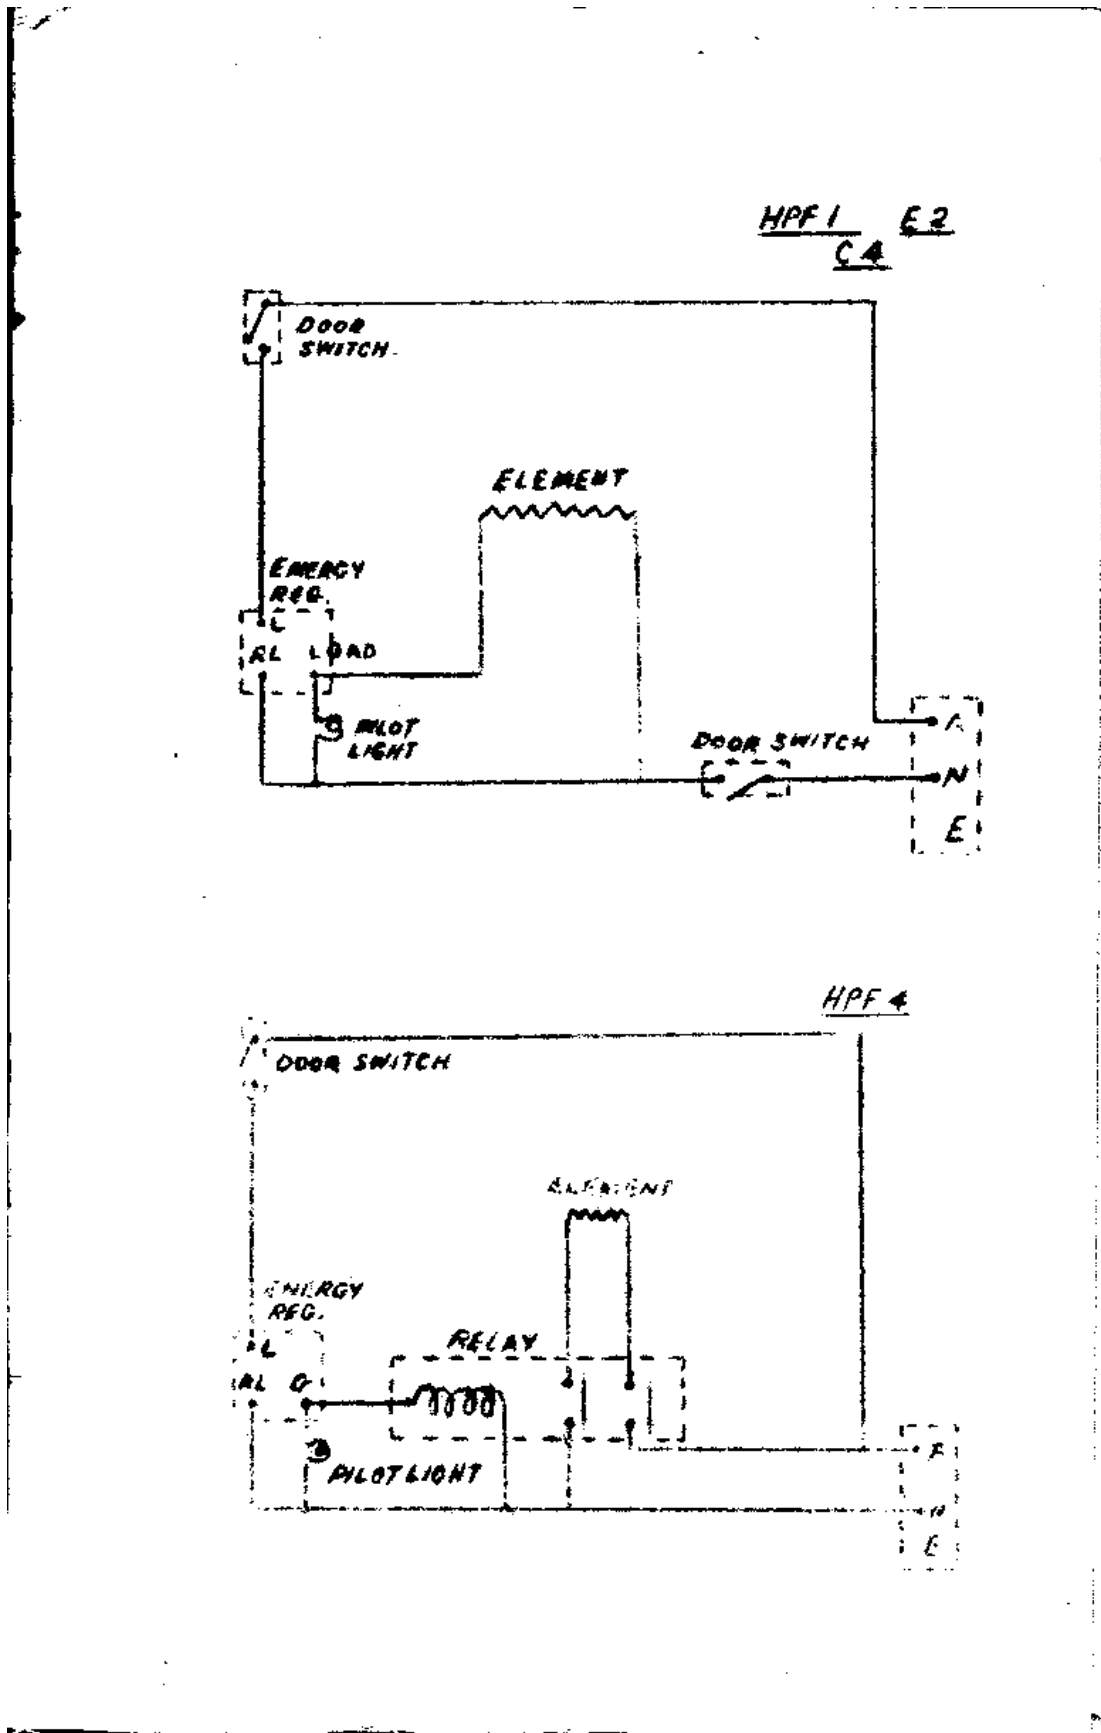 HPF 1 E 2
C 4
DOOR
SWITCH.
ELEMENT
ENERGY
REG.
L
RL LOAD
PILOT
LIGHT
DOOR SWITCH
A
N
E
HPF 4
DOOR SWITCH
ELEMENT
ENERGY
REG.
RELAY
L
RL
PILOT LIGHT
E